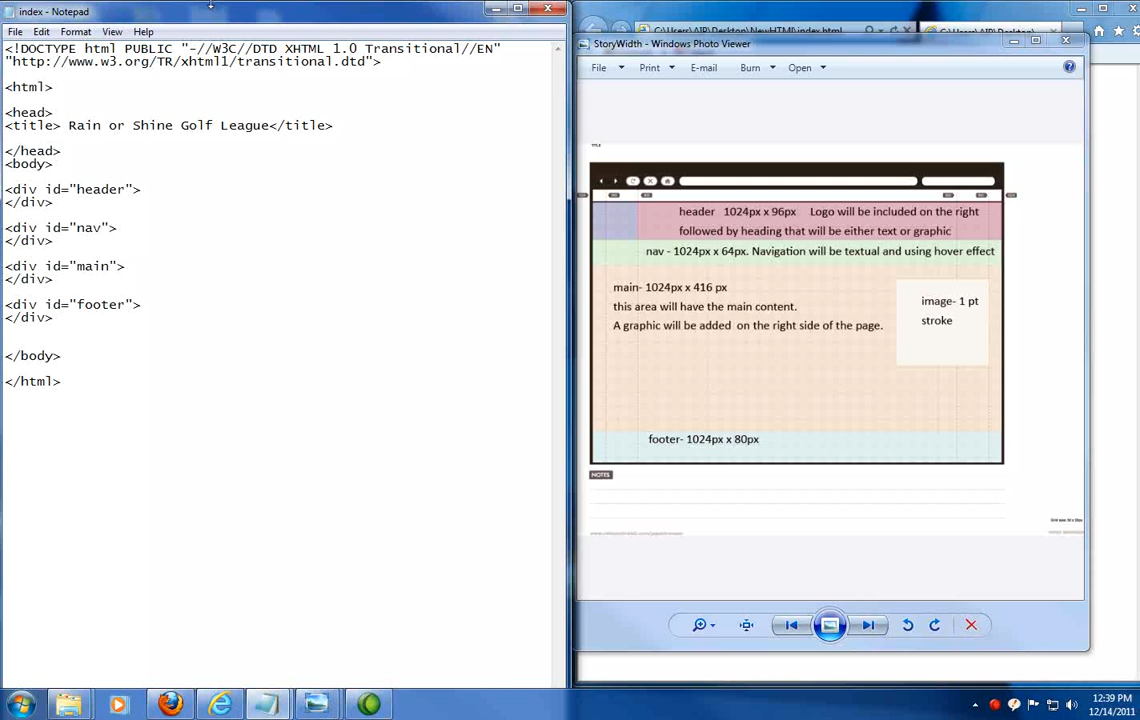 index - Notepad
File Edit Format View Help
<!DOCTYPE html PUBLIC "-//W3C//DTD XHTML 1.0 Transitional//EN"
"http://www.w3.org/TR/xhtml1/transitional.dtd">
<html>
<head>
<title> Rain or Shine Golf League</title>
</head>
<body>
<div id="header">
</div>
<div id="nav">
</div>
<div id="main">
</div>
<div id="footer">
</div>
</body>
</html>
StoryWidth - Windows Photo Viewer
File Print E-mail Burn Open
header 1024px x 96px Logo will be included on the right
followed by heading that will be either text or graphic
nav - 1024px x 64px. Navigation will be textual and using hover effect
main- 1024px x 416 px
this area will have the main content.
A graphic will be added on the right side of the page.
image- 1 pt
stroke
footer- 1024px x 80px
NOTES
12:39 PM
12/14/2011